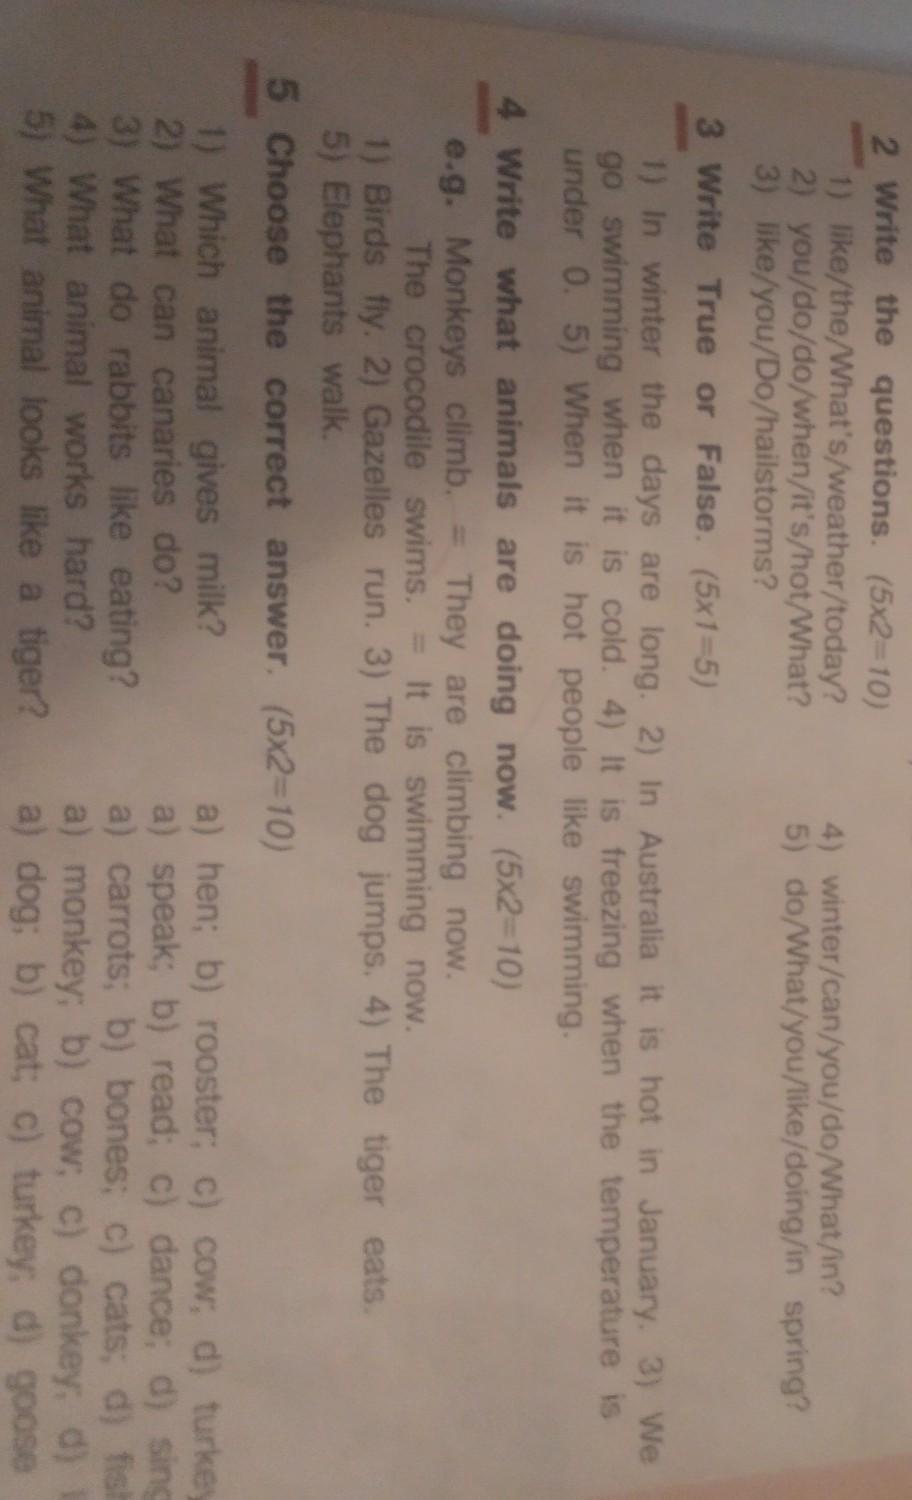 2 Write the questions. (5x2=10)
1) like/the/What's/weather/today?
2) you/do/do/when/it's/hot/What?
3) like/you/Do/hailstorms?
4) winter/can/you/do/What/in?
5) do/What/you/like/doing/in spring?
3 Write True or False. (5x1=5)
1) In winter the days are long. 2) In Australia it is hot in January. 3) We
go swimming when it is cold. 4) It is freezing when the temperature is
under 0. 5) When it is hot people like swimming.
4 Write what animals are doing now. (5x2=10)
e.g. Monkeys climb. = They are climbing now.
The crocodile swims. = It is swimming now.
1) Birds fly. 2) Gazelles run. 3) The dog jumps. 4) The tiger eats.
5) Elephants walk.
5 Choose the correct answer. (5x2=10)
1) Which animal gives milk? a) hen; b) rooster; c) cow; d) turkey
2) What can canaries do? a) speak; b) read; c) dance; d) sing
3) What do rabbits like eating? a) carrots; b) bones; c) cats; d) fish
4) What animal works hard? a) monkey; b) cow; c) donkey; d)
5) What animal looks like a tiger? a) dog; b) cat; c) turkey; d) goose